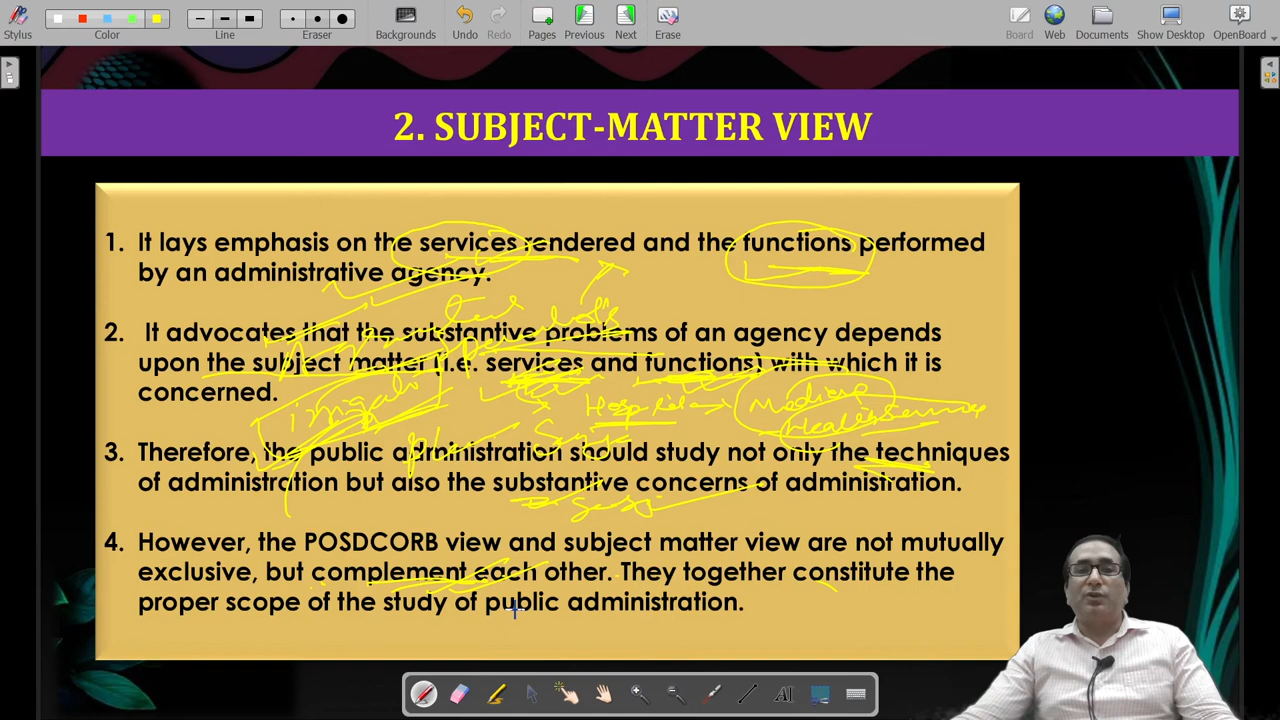 Stylus
Color
Line
Eraser
Backgrounds
Undo
Redo
Pages
Previous
Next
Erase
Board
Web
Documents
Show Desktop
OpenBoard
2. SUBJECT-MATTER VIEW
1. It lays emphasis on the services rendered and the functions performed
by an administrative agency.
2. It advocates that the substantive problems of an agency depends
upon the subject matter (i.e. services and functions) with which it is
concerned.
3. Therefore, the public administration should study not only the techniques
of administration but also the substantive concerns of administration.
4. However, the POSDCORB view and subject matter view are not mutually
exclusive, but complement each other. They together constitute the
proper scope of the study of public administration.